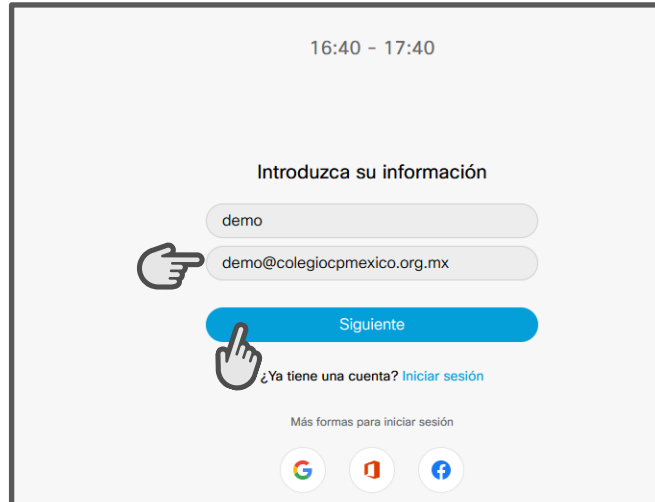 16:40 - 17:40
Introduzca su información
demo
demo@colegiocpmexico.org.mx
Siguiente
¿Ya tiene una cuenta? Iniciar sesión
Más formas para iniciar sesión